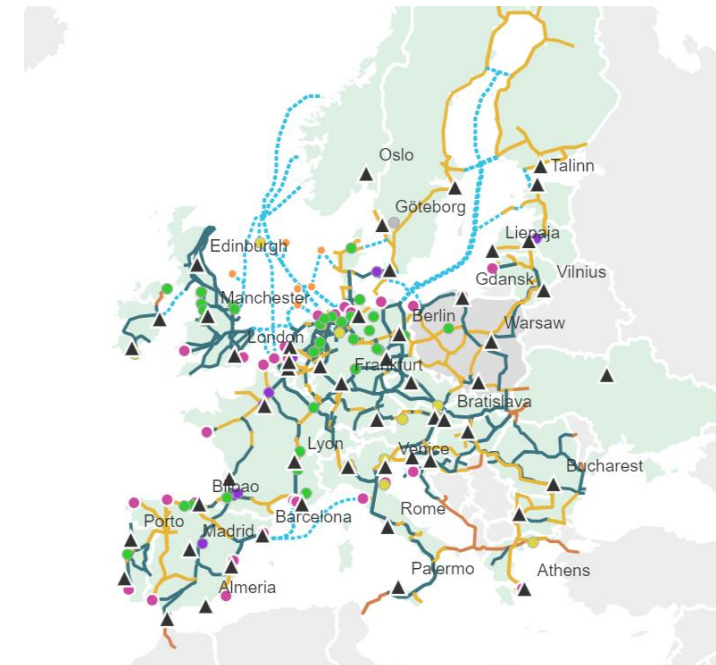 Oslo
Talinn
Göteborg
Liepaja
Edinburgh
Gdansk
Vilnius
Manchester
Berlin
Warsaw
London
Frankfurt
Bratislava
Lyon
Venice
Bucharest
Bilbao
Porto
Barcelona
Rome
Madrid
Palermo
Athens
Almeria